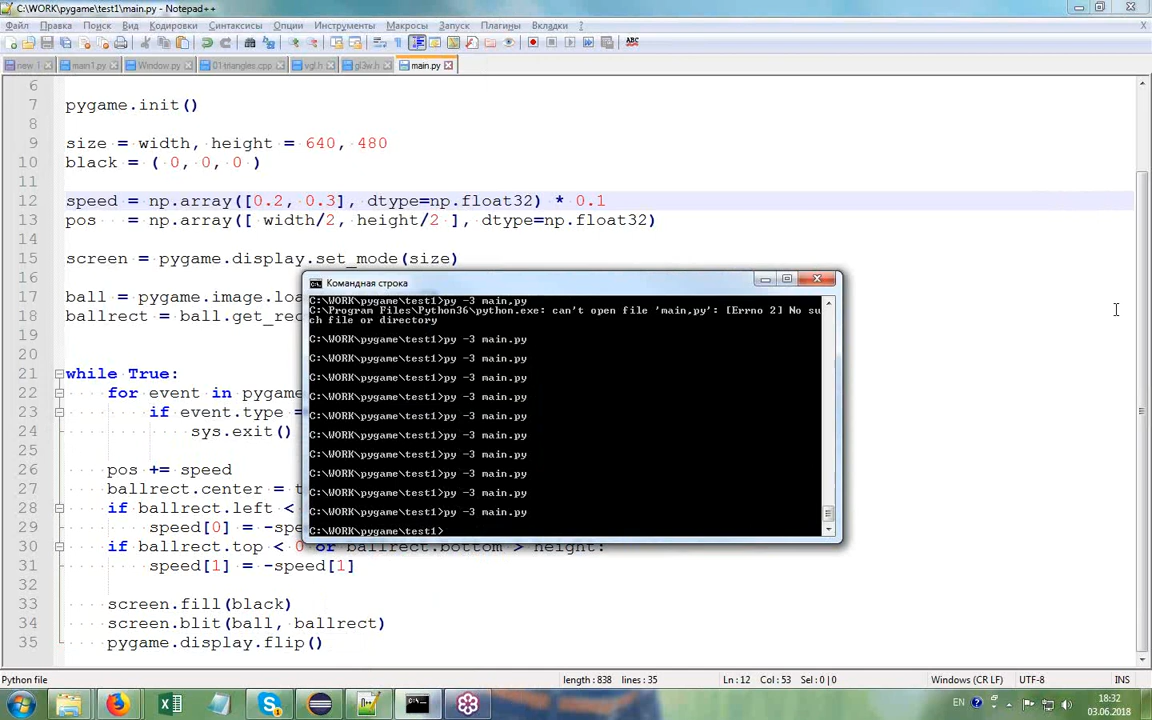 C:\WORK\pygame\test1\main.py - Notepad++
Файл Правка Поиск Вид Кодировки Синтаксисы Опции Инструменты Макросы Запуск Плагины Вкладки X
new 1 main1.py Window.py 01-triangles.cpp vgl.h gl3w.h main.py
6
7 pygame.init()
8
9 size = width, height = 640, 480
10 black = ( 0, 0, 0 )
11
12 speed = np.array([0.2, 0.3], dtype=np.float32) * 0.1
13 pos = np.array([ width/2, height/2 ], dtype=np.float32)
14
15 screen = pygame.display.set_mode(size)
16
17 ball = pygame.image.loa
18 ballrect = ball.get_rec
19
20
21 while True:
22 for event in pygame
23 if event.type =
24 sys.exit()
25
26 pos += speed
27 ballrect.center = t
28 if ballrect.left <
29 speed[0] = -spe
30 if ballrect.top < 0 or ballrect.bottom > height:
31 speed[1] = -speed[1]
32
33 screen.fill(black)
34 screen.blit(ball, ballrect)
35 pygame.display.flip()
Командная строка
C:\WORK\pygame\test1>py -3 main.py
C:\Program Files\Python36\python.exe: can't open file 'main,py': [Errno 2] No su
ch file or directory
C:\WORK\pygame\test1>py -3 main.py
C:\WORK\pygame\test1>py -3 main.py
C:\WORK\pygame\test1>py -3 main.py
C:\WORK\pygame\test1>py -3 main.py
C:\WORK\pygame\test1>py -3 main.py
C:\WORK\pygame\test1>py -3 main.py
C:\WORK\pygame\test1>py -3 main.py
C:\WORK\pygame\test1>py -3 main.py
C:\WORK\pygame\test1>py -3 main.py
C:\WORK\pygame\test1>py -3 main.py
C:\WORK\pygame\test1>
Python file length : 838 lines : 35 Ln : 12 Col : 53 Sel : 0 | 0 Windows (CR LF) UTF-8 INS
EN 18:32
03.06.2018